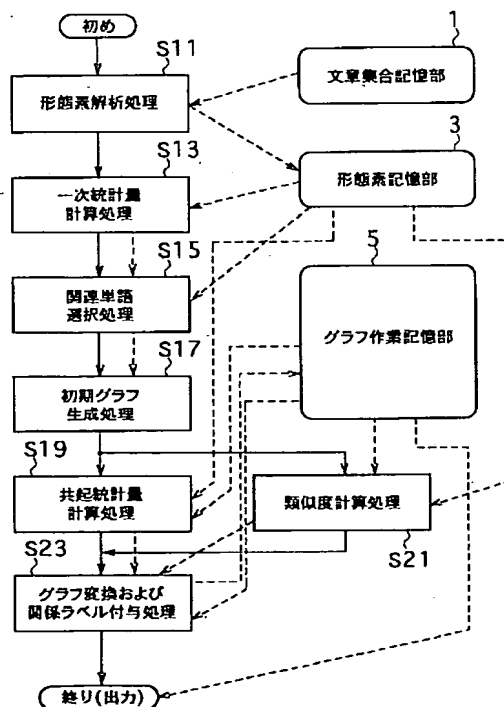 初め
S11
1
文章集合記憶部
形態素解析処理
S13
3
形態素記憶部
一次統計量
計算処理
S15
5
関連単語
選択処理
グラフ作業記憶部
S17
初期グラフ
生成処理
S19
共起統計量
計算処理
類似度計算処理
S21
S23
グラフ変換および
関係ラベル付与処理
終り(出力)